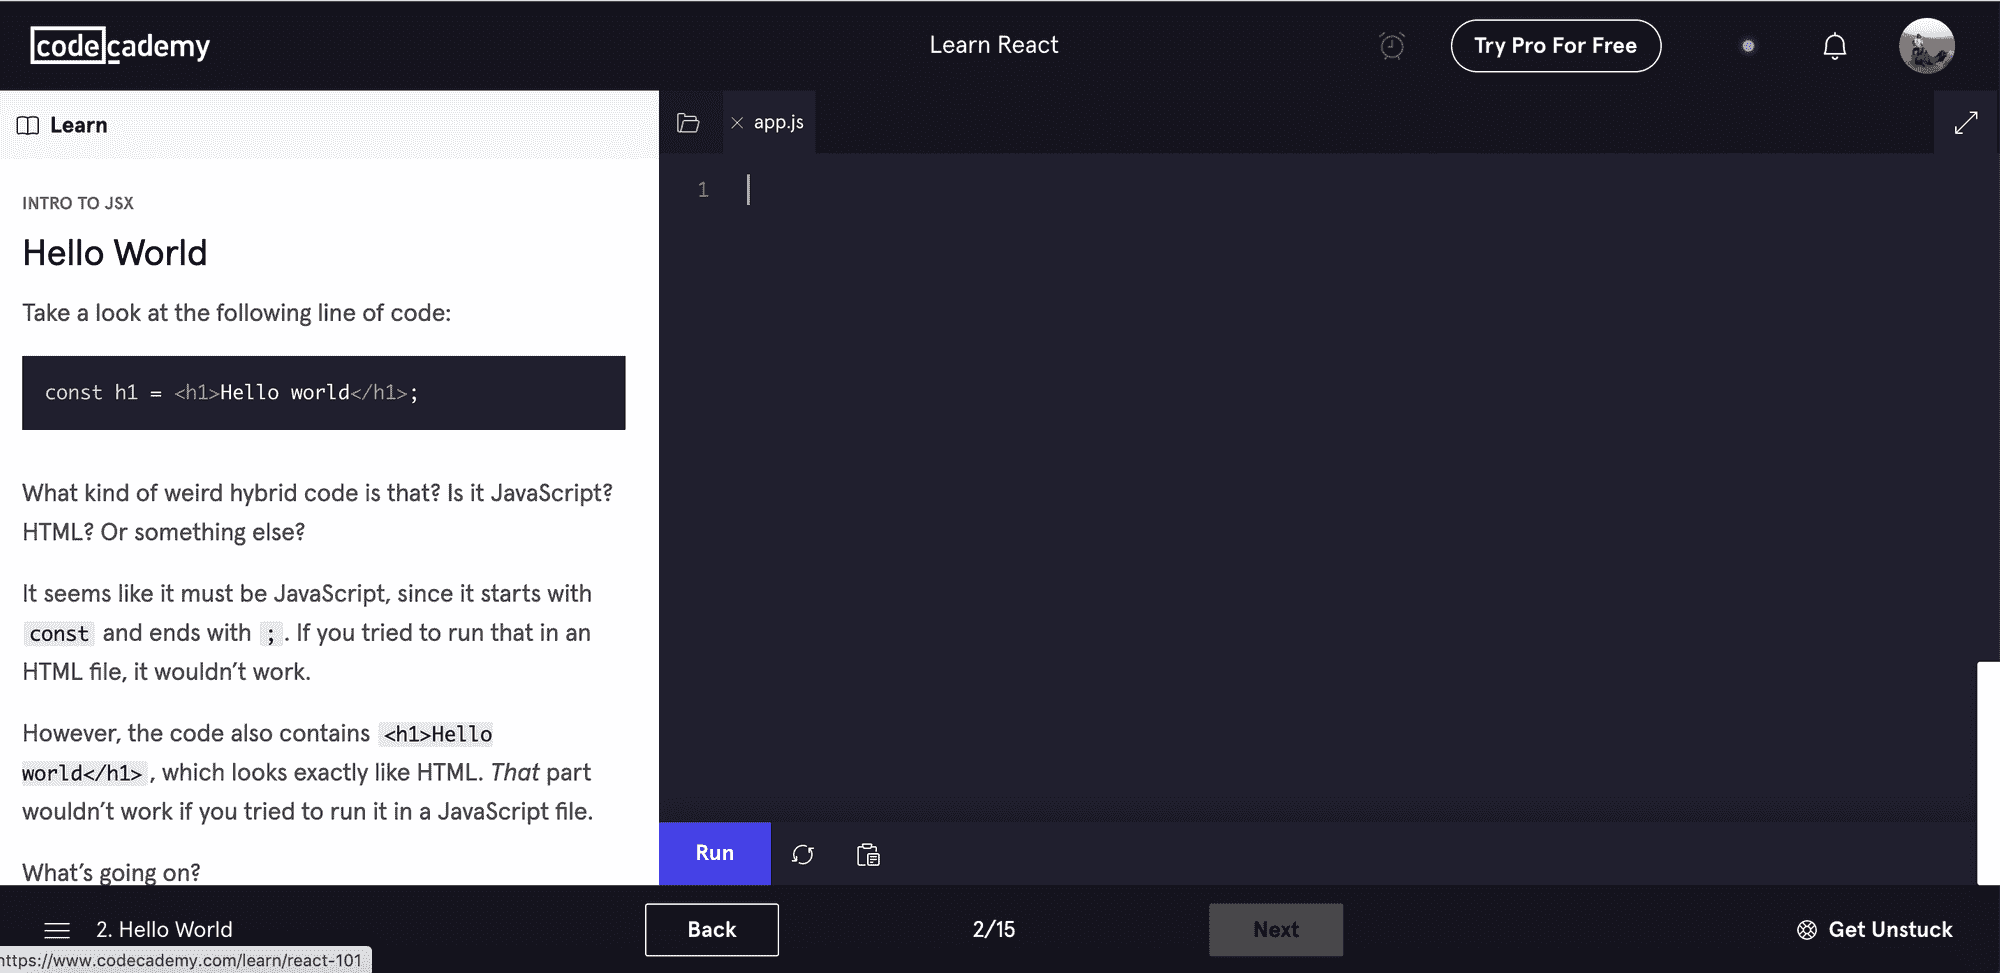 codecademy
Learn React
Try Pro For Free
Learn
app.js
INTRO TO JSX
Hello World
Take a look at the following line of code:
const h1 = <h1>Hello world</h1>;
What kind of weird hybrid code is that? Is it JavaScript?
HTML? Or something else?
It seems like it must be JavaScript, since it starts with
const and ends with ;. If you tried to run that in an
HTML file, it wouldn’t work.
However, the code also contains <h1>Hello
world</h1>, which looks exactly like HTML. That part
wouldn’t work if you tried to run it in a JavaScript file.
What’s going on?
1
Run
2. Hello World
Back
2/15
Next
Get Unstuck
https://www.codecademy.com/learn/react-101